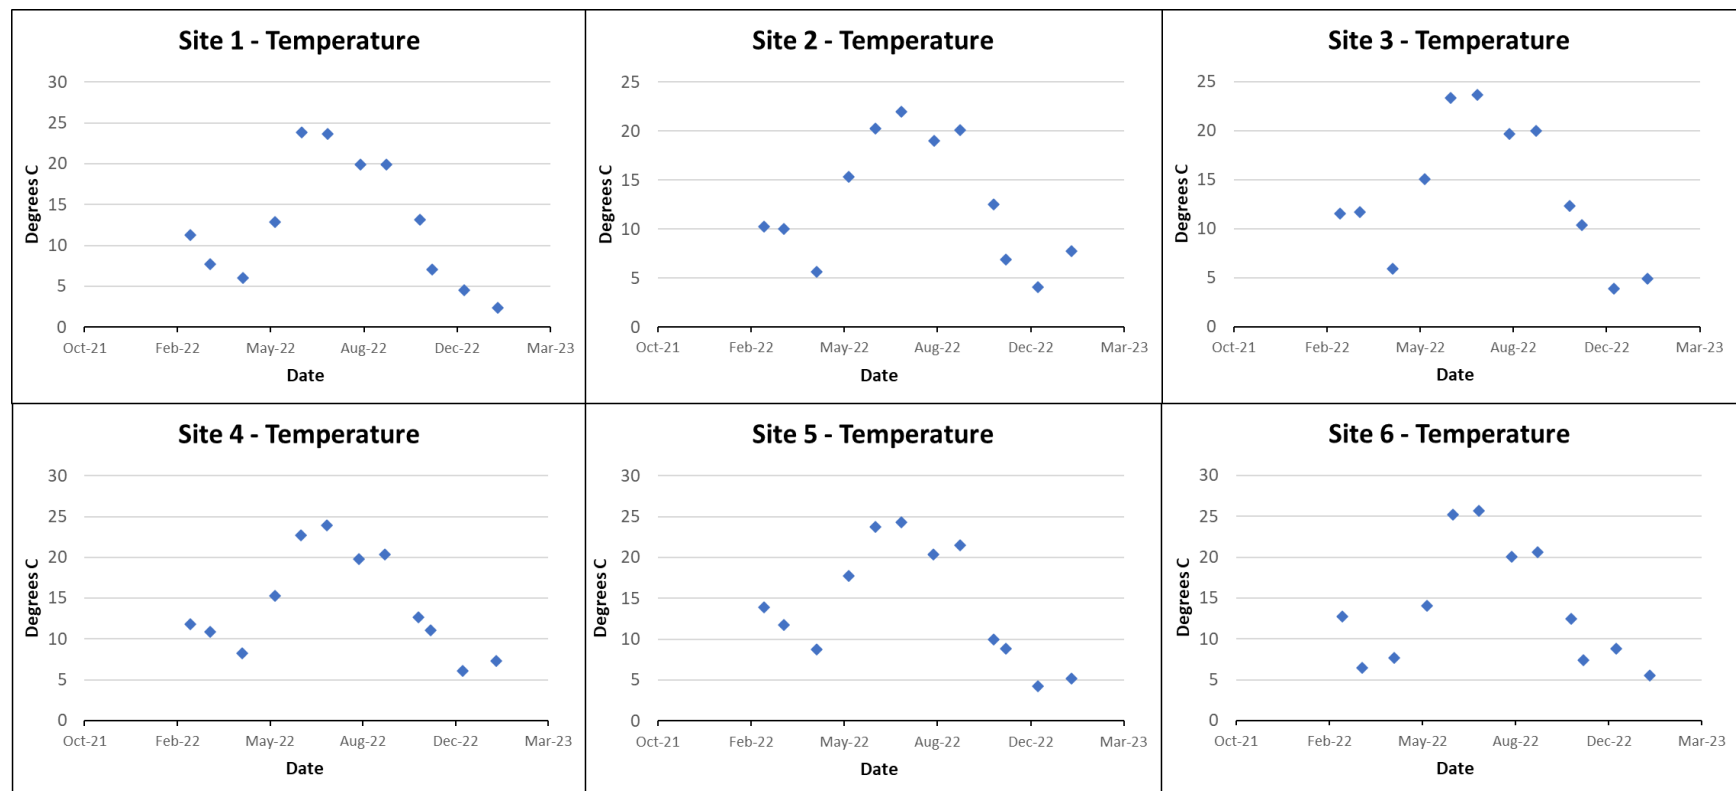 Site 1 - Temperature
30
25
20
15
10
5
0
Degrees C
Oct-21 Feb-22 May-22 Aug-22 Dec-22 Mar-23
Date
Site 2 - Temperature
25
20
15
10
5
0
Degrees C
Oct-21 Feb-22 May-22 Aug-22 Dec-22 Mar-23
Date
Site 3 - Temperature
25
20
15
10
5
0
Degrees C
Oct-21 Feb-22 May-22 Aug-22 Dec-22 Mar-23
Date
Site 4 - Temperature
30
25
20
15
10
5
0
Degrees C
Oct-21 Feb-22 May-22 Aug-22 Dec-22 Mar-23
Date
Site 5 - Temperature
30
25
20
15
10
5
0
Degrees C
Oct-21 Feb-22 May-22 Aug-22 Dec-22 Mar-23
Date
Site 6 - Temperature
30
25
20
15
10
5
0
Degrees C
Oct-21 Feb-22 May-22 Aug-22 Dec-22 Mar-23
Date